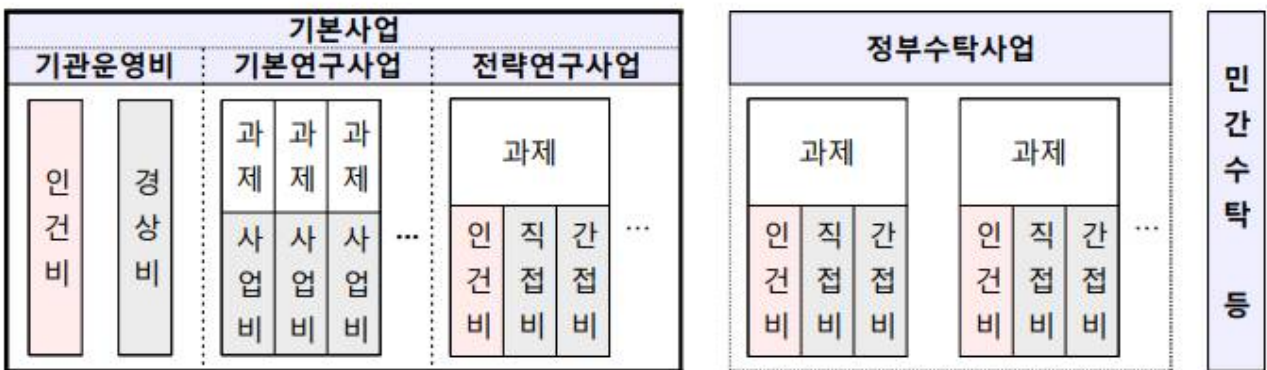 기본사업
기관운영비 기본연구사업 전략연구사업
인건비
경상비
과제 과제 과제
사업비 사업비 사업비
...
과제
인건비 직접비 간접비
...
정부수탁사업
과제
인건비 직접비 간접비
과제
인건비 직접비 간접비
...
민간수탁 등